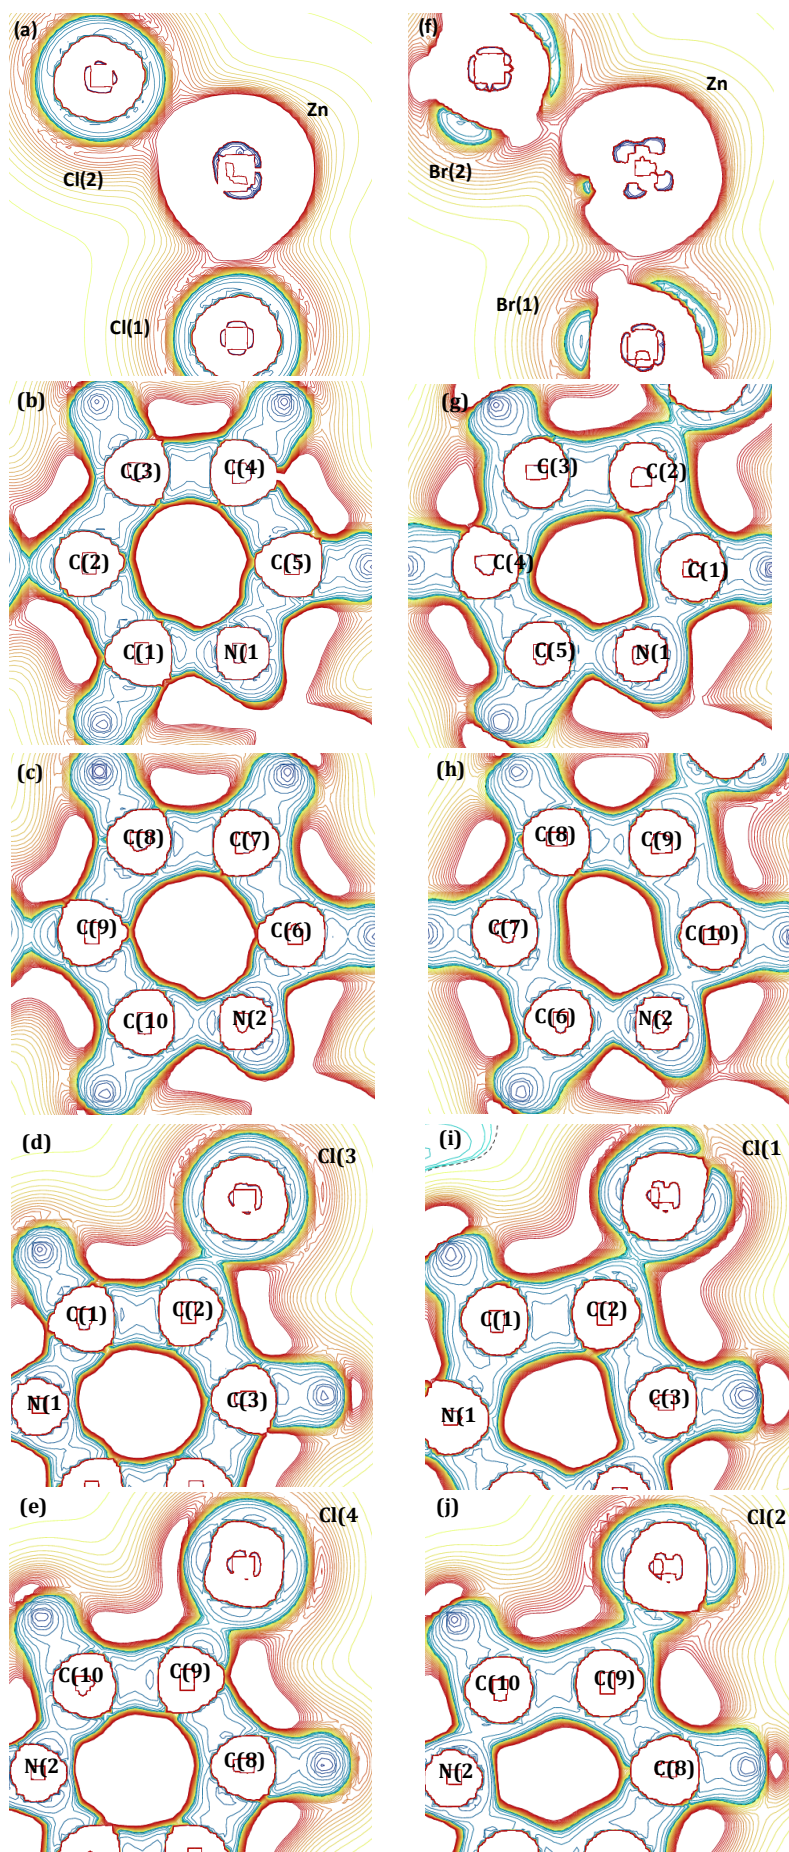 (a)
Zn
Cl(2)
Cl(1)
(f)
Zn
Br(2)
Br(1)
(b)
C(3)
C(4)
C(2)
C(5)
C(1)
N(1
(g)
C(3)
C(2)
C(4)
C(1)
C(5)
N(1
(c)
C(8)
C(7)
C(9)
C(6)
C(10
N(2
(h)
C(8)
C(9)
C(7)
C(10)
C(6)
N(2
(d)
Cl(3
C(1)
C(2)
C(3)
N(1
(i)
Cl(1
C(1)
C(2)
C(3)
N(1
(e)
Cl(4
C(10
C(9)
C(8)
N(2
(j)
Cl(2
C(10
C(9)
C(8)
N(2